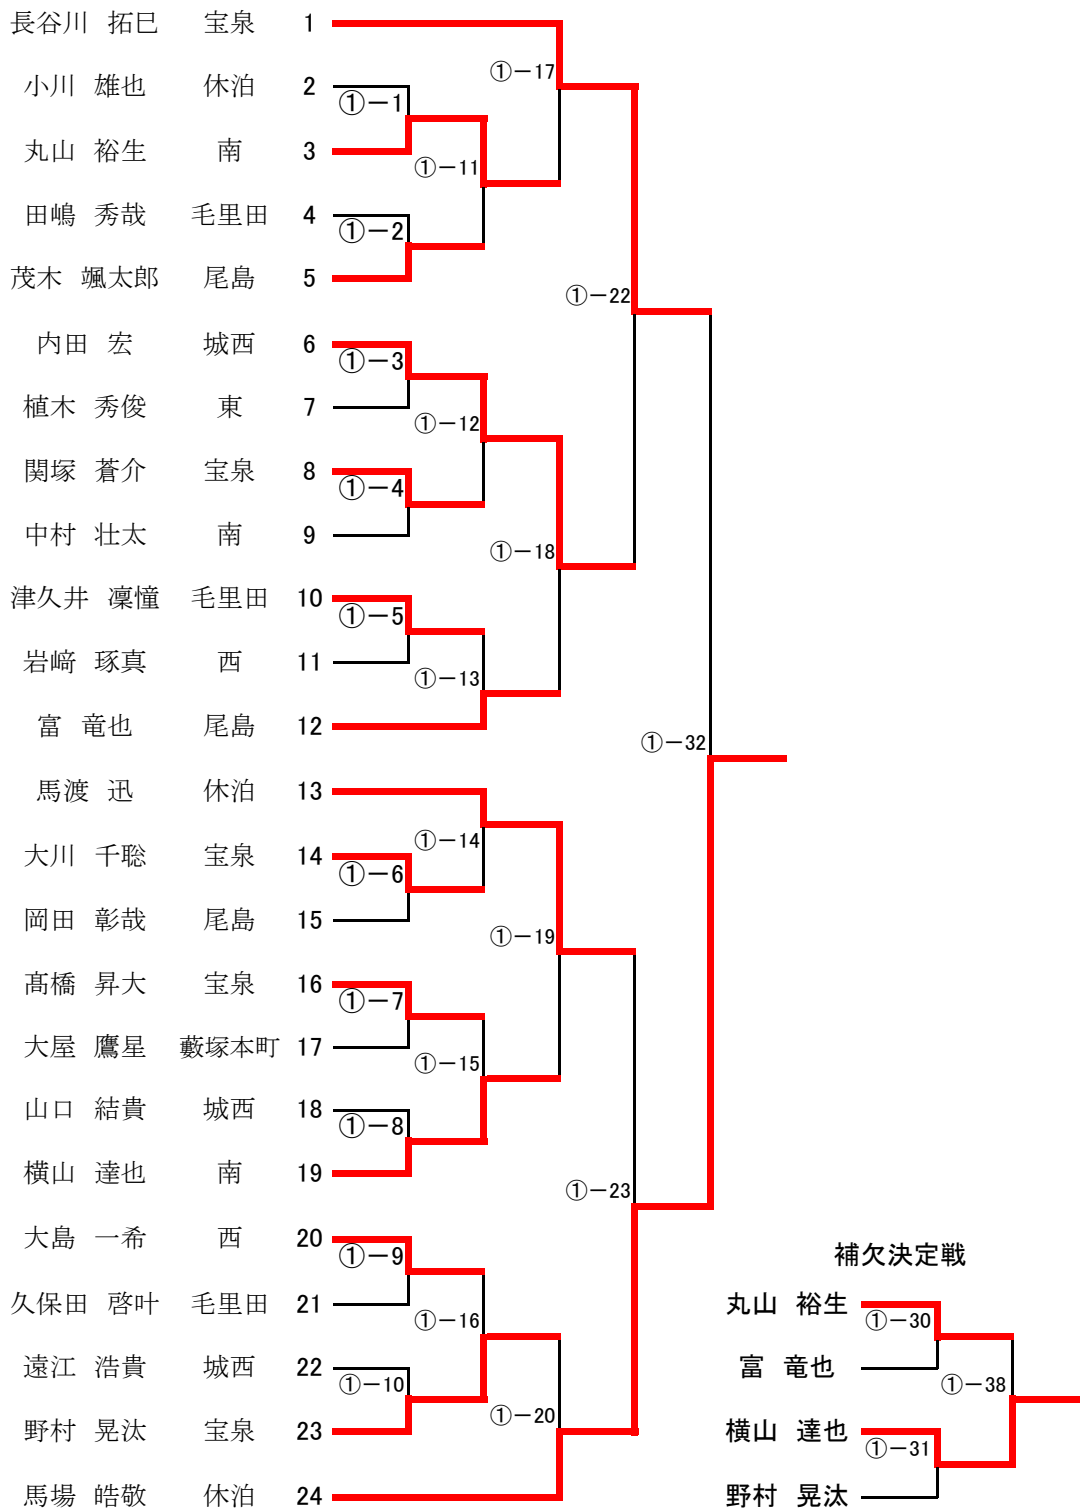 長谷川 拓巳 宝泉 1
①－17
小川 雄也 休泊 2
①－1
丸山 裕生 南 3
①－11
田嶋 秀哉 毛里田 4
①－2
茂木 颯太郎 尾島 5
①－22
内田 宏 城西 6
①－3
植木 秀俊 東 7
①－12
関塚 蒼介 宝泉 8
①－4
中村 壮太 南 9
①－18
津久井 凜憧 毛里田 10
①－5
岩﨑 琢真 西 11
①－13
富 竜也 尾島 12
①－32
馬渡 迅 休泊 13
①－14
大川 千聡 宝泉 14
①－6
岡田 彰哉 尾島 15
①－19
髙橋 昇大 宝泉 16
①－7
大屋 鷹星 藪塚本町 17
①－15
山口 結貴 城西 18
①－8
横山 達也 南 19
①－23
大島 一希 西 20
①－9
久保田 啓叶 毛里田 21
①－16
遠江 浩貴 城西 22
①－10
野村 晃汰 宝泉 23
①－20
馬場 皓敬 休泊 24
補欠決定戦
丸山 裕生
①－30
富 竜也
①－38
横山 達也
①－31
野村 晃汰